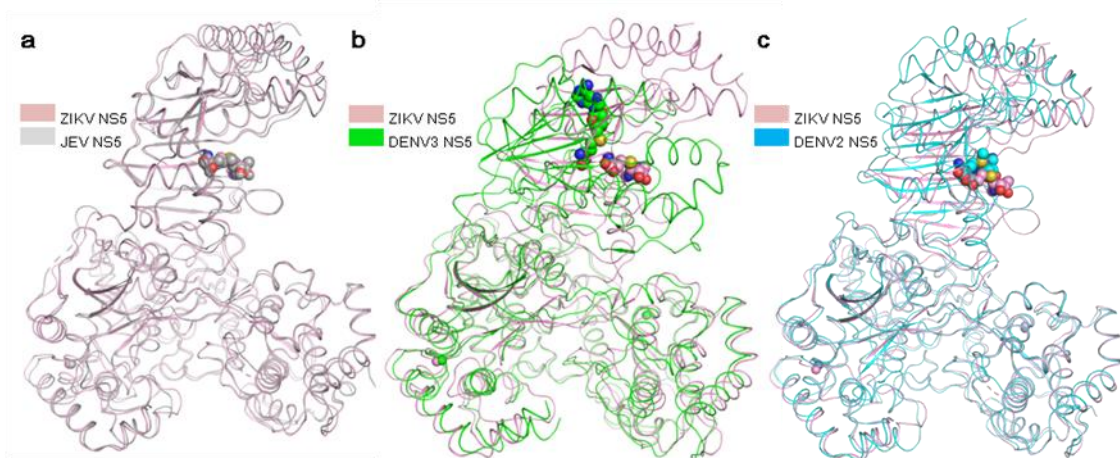 a
ZIKV NS5
JEV NS5
b
ZIKV NS5
DENV3 NS5
c
ZIKV NS5
DENV2 NS5